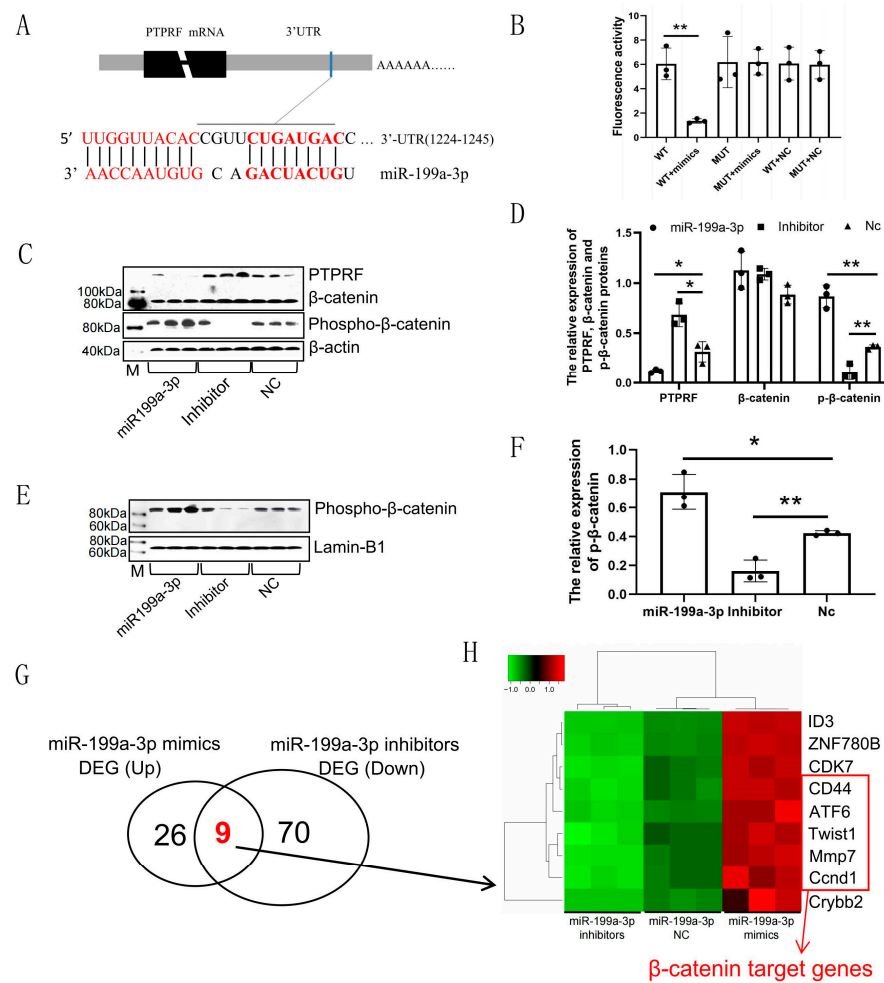 A
PTPRF mRNA 3'UTR
AAAAAA......
5' UUGGUUACACCGUUCUGAUGACC ... 3'-UTR(1224-1245)
3' AACCAAUGUG C A GACUACUGU miR-199a-3p
B
Fluorescence activity
10
8
6
4
2
0
**
WT
WT+mimics
MUT
MUT+mimics
WT+NC
MUT+NC
C
PTPRF
100kDa
80kDa
β-catenin
80kDa
Phospho-β-catenin
40kDa
β-actin
M
miR199a-3p
Inhibitor
NC
D
miR-199a-3p Inhibitor Nc
The relative expression of
PTPRF, β-catenin and
p-β-catenin proteins
1.5
1.0
0.5
0.0
*
*
**
**
PTPRF β-catenin p-β-catenin
E
80kDa
60kDa
Phospho-β-catenin
80kDa
60kDa
Lamin-B1
M
miR199a-3p
Inhibitor
NC
F
The relative expression
of p-β-catenin
1.0
0.8
0.6
0.4
0.2
0.0
*
**
miR-199a-3p Inhibitor Nc
G
miR-199a-3p mimics
DEG (Up)
miR-199a-3p inhibitors
DEG (Down)
26 9 70
H
-1.0 0.0 1.0
ID3
ZNF780B
CDK7
CD44
ATF6
Twist1
Mmp7
Ccnd1
Crybb2
miR-199a-3p
inhibitors
miR-199a-3p
NC
miR-199a-3p
mimics
β-catenin target genes